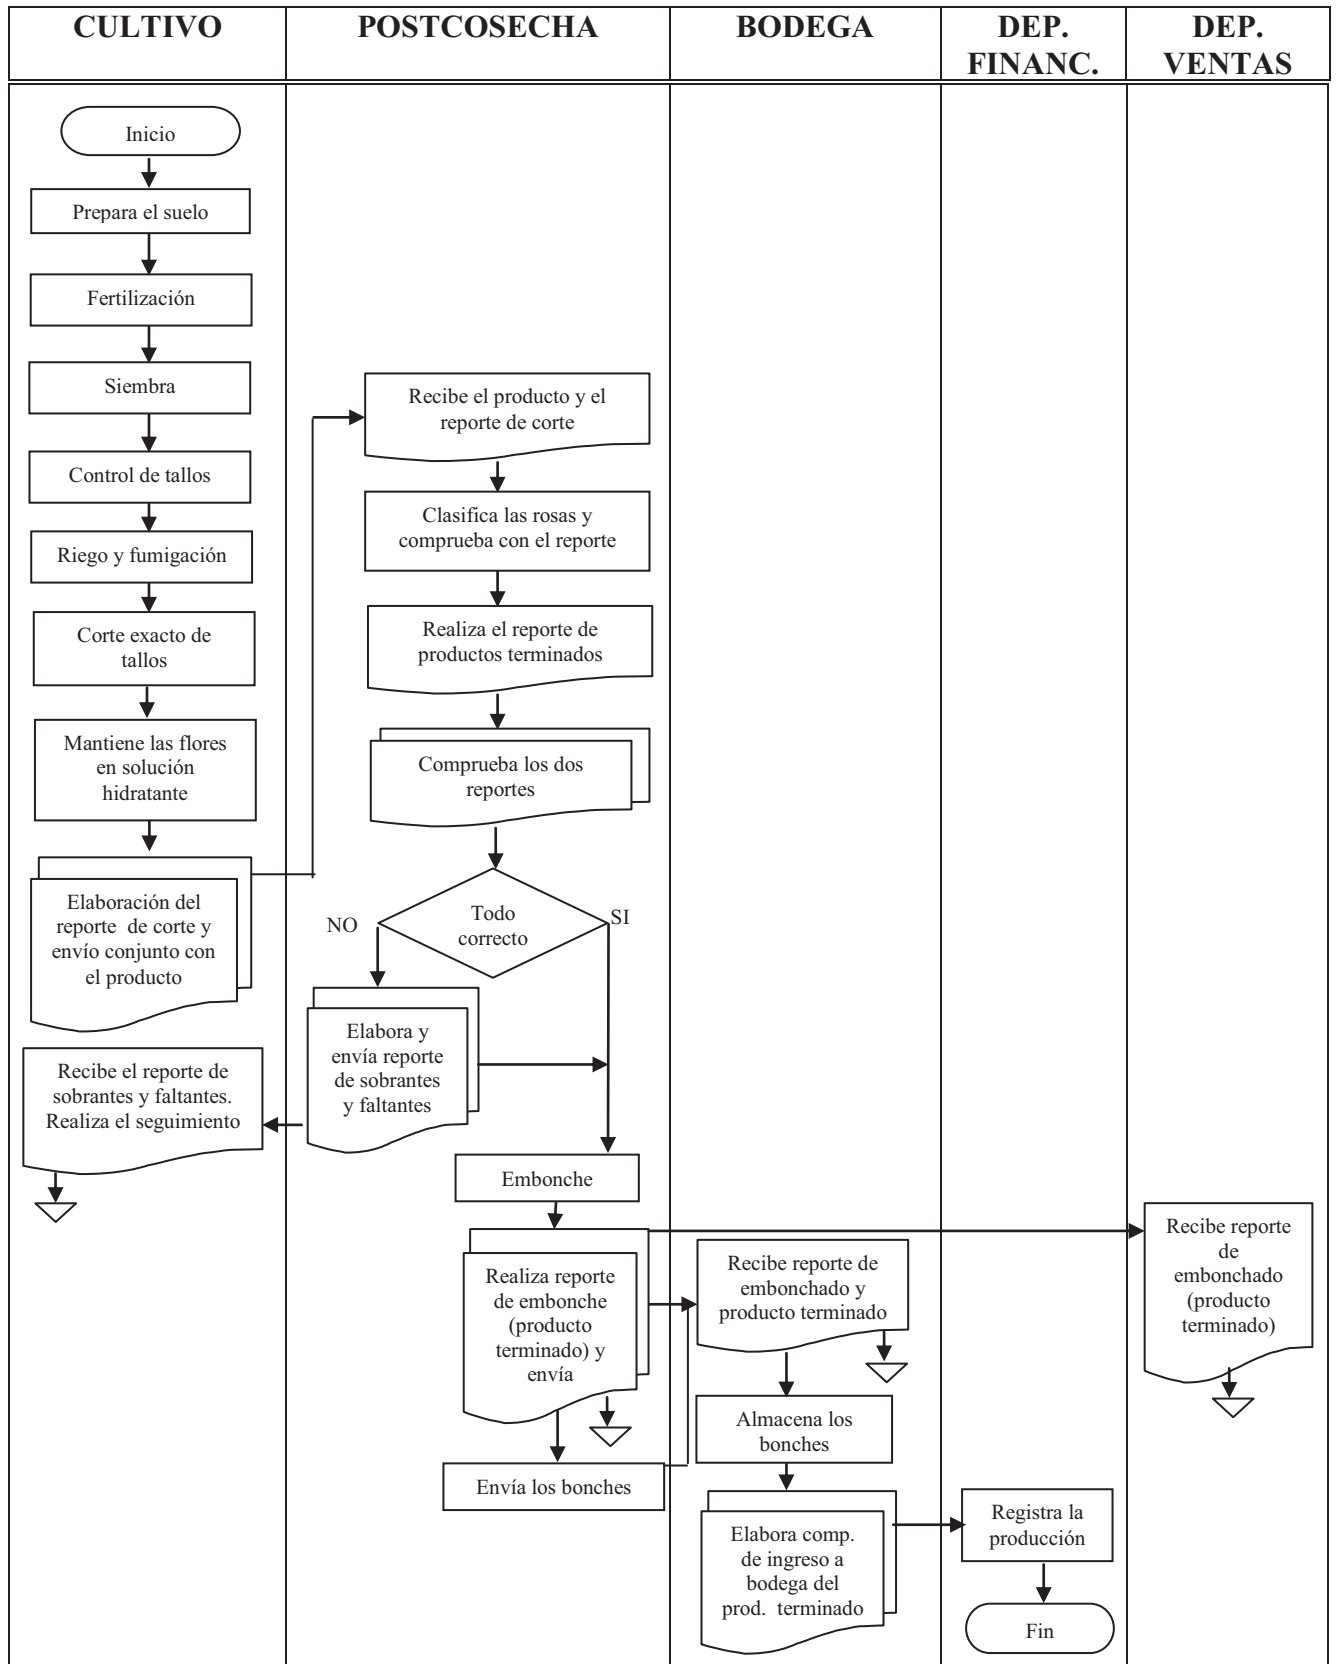 CULTIVO
POSTCOSECHA
BODEGA
DEP.
FINANC.
DEP.
VENTAS
Inicio
Prepara el suelo
Fertilización
Siembra
Control de tallos
Riego y fumigación
Corte exacto de
tallos
Mantiene las flores
en solución
hidratante
Elaboración del
reporte de corte y
envío conjunto con
el producto
Recibe el reporte de
sobrantes y faltantes.
Realiza el seguimiento
Recibe el producto y el
reporte de corte
Clasifica las rosas y
comprueba con el reporte
Realiza el reporte de
productos terminados
Comprueba los dos
reportes
Todo
correcto
NO
SI
Elabora y
envía reporte
de sobrantes
y faltantes
Embonche
Realiza reporte
de embonche
(producto
terminado) y
envía
Envía los bonches
Recibe reporte de
embonchado y
producto terminado
Almacena los
bonches
Elabora comp.
de ingreso a
bodega del
prod. terminado
Registra la
producción
Fin
Recibe reporte
de
embonchado
(producto
terminado)